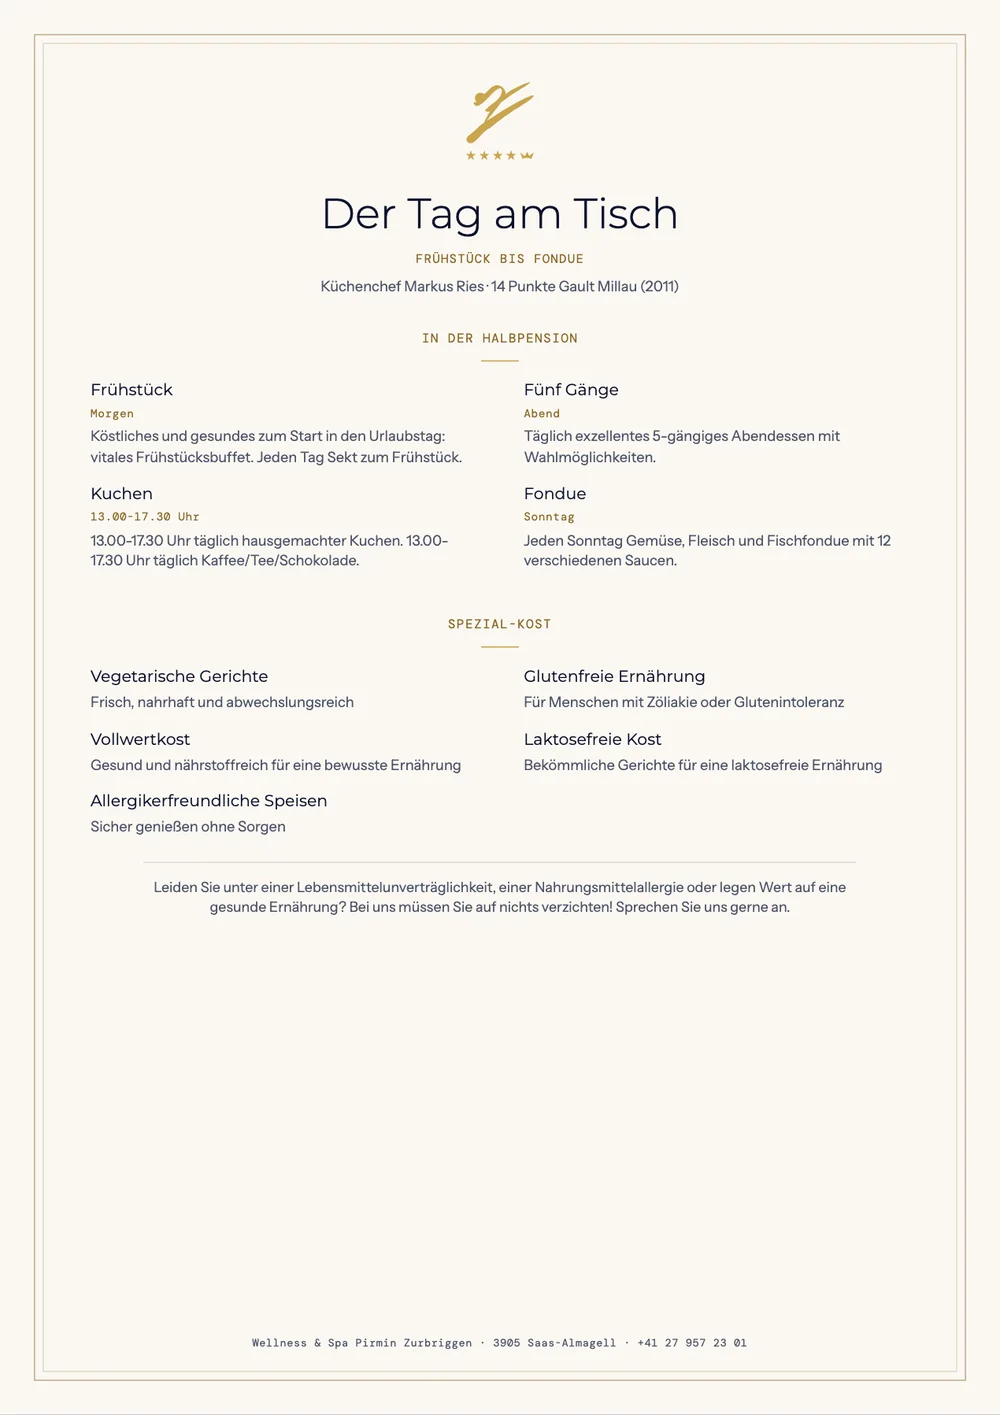 Der Tag am Tisch
FRÜHSTÜCK BIS FONDUE
Küchenchef Markus Ries · 14 Punkte Gault Millau (2011)
IN DER HALBPENSION
Frühstück
Morgen
Köstliches und gesundes zum Start in den Urlaubstag:
vitales Frühstücksbuffet. Jeden Tag Sekt zum Frühstück.
Fünf Gänge
Abend
Täglich exzellentes 5-gängiges Abendessen mit
Wahlmöglichkeiten.
Kuchen
13.00-17.30 Uhr
13.00-17.30 Uhr täglich hausgemachter Kuchen. 13.00-
17.30 Uhr täglich Kaffee/Tee/Schokolade.
Fondue
Sonntag
Jeden Sonntag Gemüse, Fleisch und Fischfondue mit 12
verschiedenen Saucen.
SPEZIAL-KOST
Vegetarische Gerichte
Frisch, nahrhaft und abwechslungsreich
Glutenfreie Ernährung
Für Menschen mit Zöliakie oder Glutenintoleranz
Vollwertkost
Gesund und nährstoffreich für eine bewusste Ernährung
Laktosefreie Kost
Bekömmliche Gerichte für eine laktosefreie Ernährung
Allergikerfreundliche Speisen
Sicher genießen ohne Sorgen
Leiden Sie unter einer Lebensmittelunverträglichkeit, einer Nahrungsmittelallergie oder legen Wert auf eine
gesunde Ernährung? Bei uns müssen Sie auf nichts verzichten! Sprechen Sie uns gerne an.
Wellness & Spa Pirmin Zurbriggen · 3905 Saas-Almagell · +41 27 957 23 01